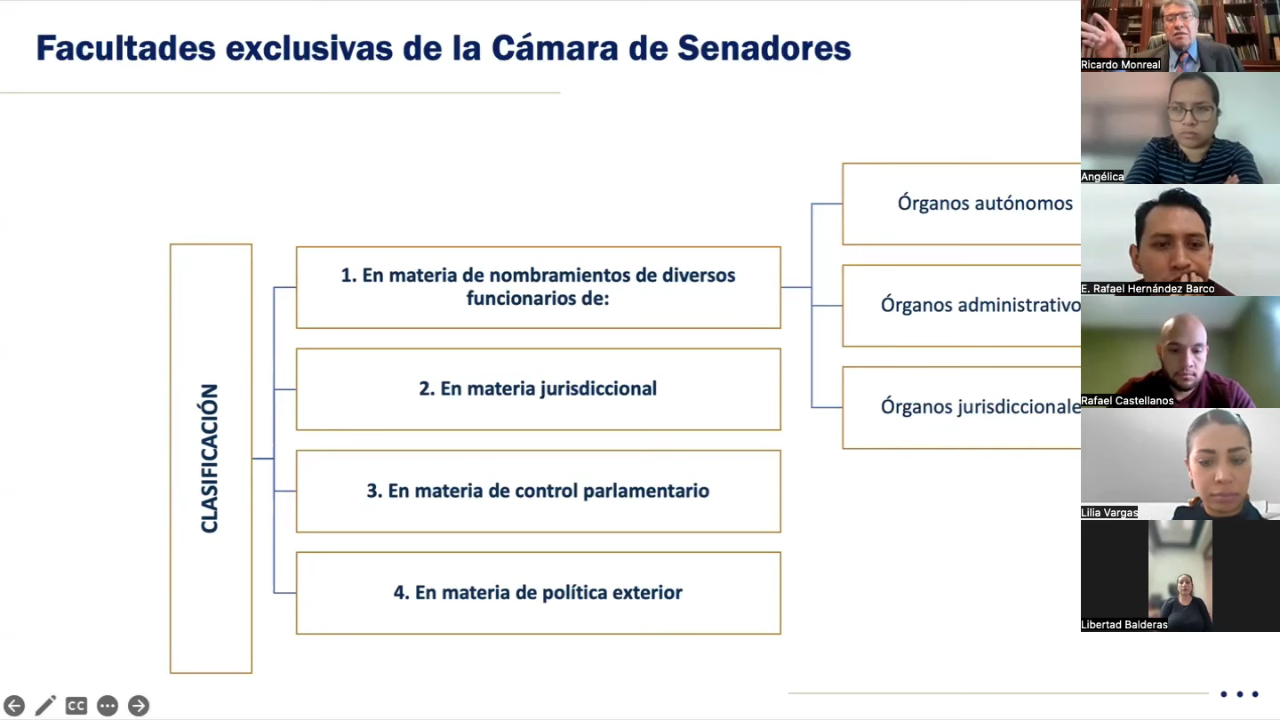 Facultades exclusivas de la Cámara de Senadores
CLASIFICACIÓN
1. En materia de nombramientos de diversos
funcionarios de:
2. En materia jurisdiccional
3. En materia de control parlamentario
4. En materia de política exterior
Órganos autónomos
Órganos administrativo
Órganos jurisdiccionale
Ricardo Monreal
Angélica
E. Rafael Hernández Barco
Rafael Castellanos
Lilia Vargas
Libertad Balderas
CC